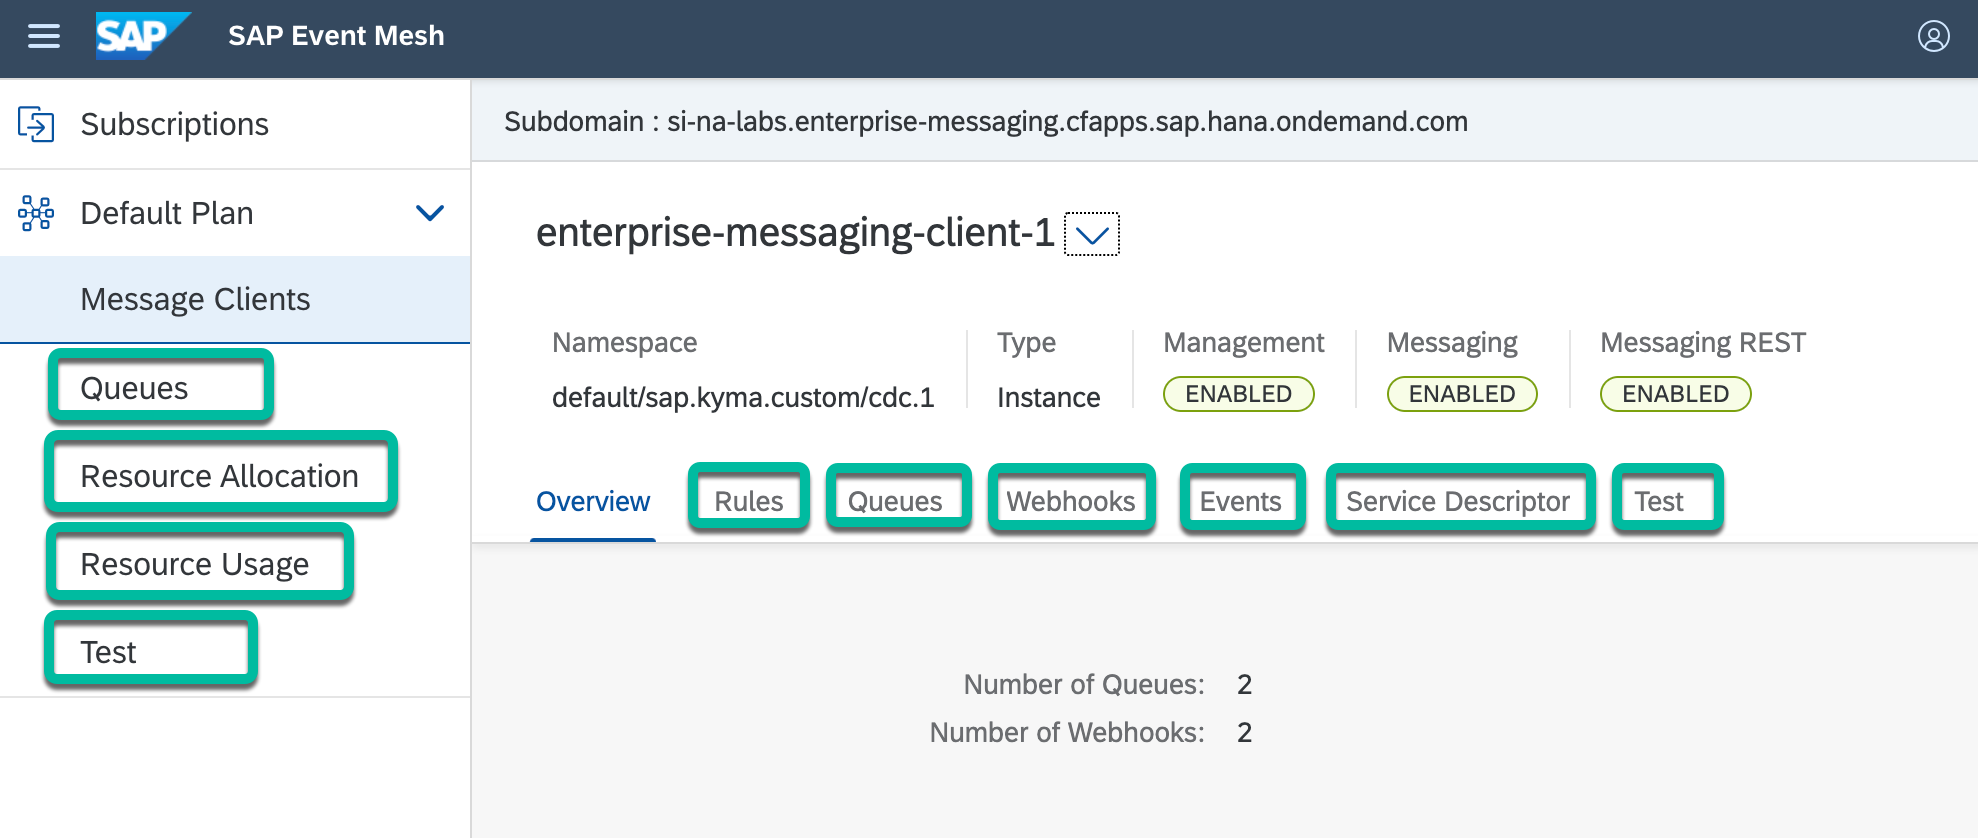 SAP SAP Event Mesh
Subscriptions
Default Plan
Message Clients
Queues
Resource Allocation
Resource Usage
Test
Subdomain : si-na-labs.enterprise-messaging.cfapps.sap.hana.ondemand.com
enterprise-messaging-client-1
Namespace Type Management Messaging Messaging REST
default/sap.kyma.custom/cdc.1 Instance ENABLED ENABLED ENABLED
Overview Rules Queues Webhooks Events Service Descriptor Test
Number of Queues: 2
Number of Webhooks: 2